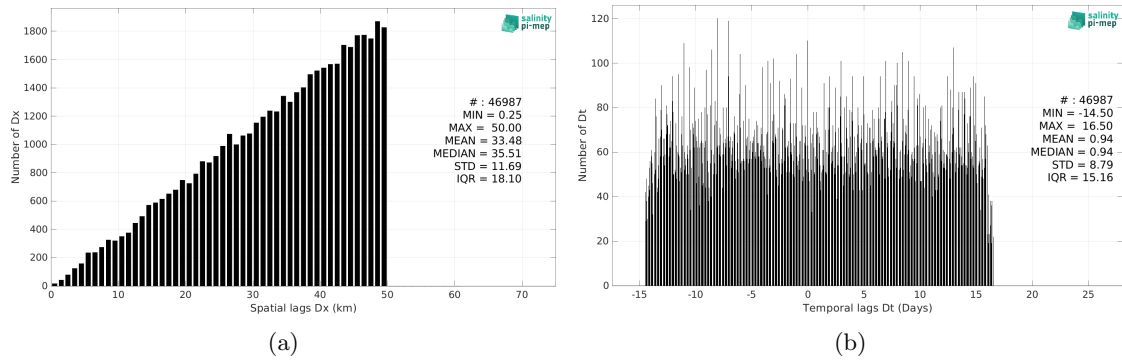 1800
1600
1400
1200
1000
800
600
400
200
0
Number of Dx
salinity
pi-mep
# : 46987
MIN = 0.25
MAX = 50.00
MEAN = 33.48
MEDIAN = 35.51
STD = 11.69
IQR = 18.10
0 10 20 30 40 50 60 70
Spatial lags Dx (km)
(a)
120
100
80
60
40
20
0
Number of Dt
salinity
pi-mep
# : 46987
MIN = -14.50
MAX = 16.50
MEAN = 0.94
MEDIAN = 0.94
STD = 8.79
IQR = 15.16
-15 -10 -5 0 5 10 15
Temporal lags Dt (Days)
(b)